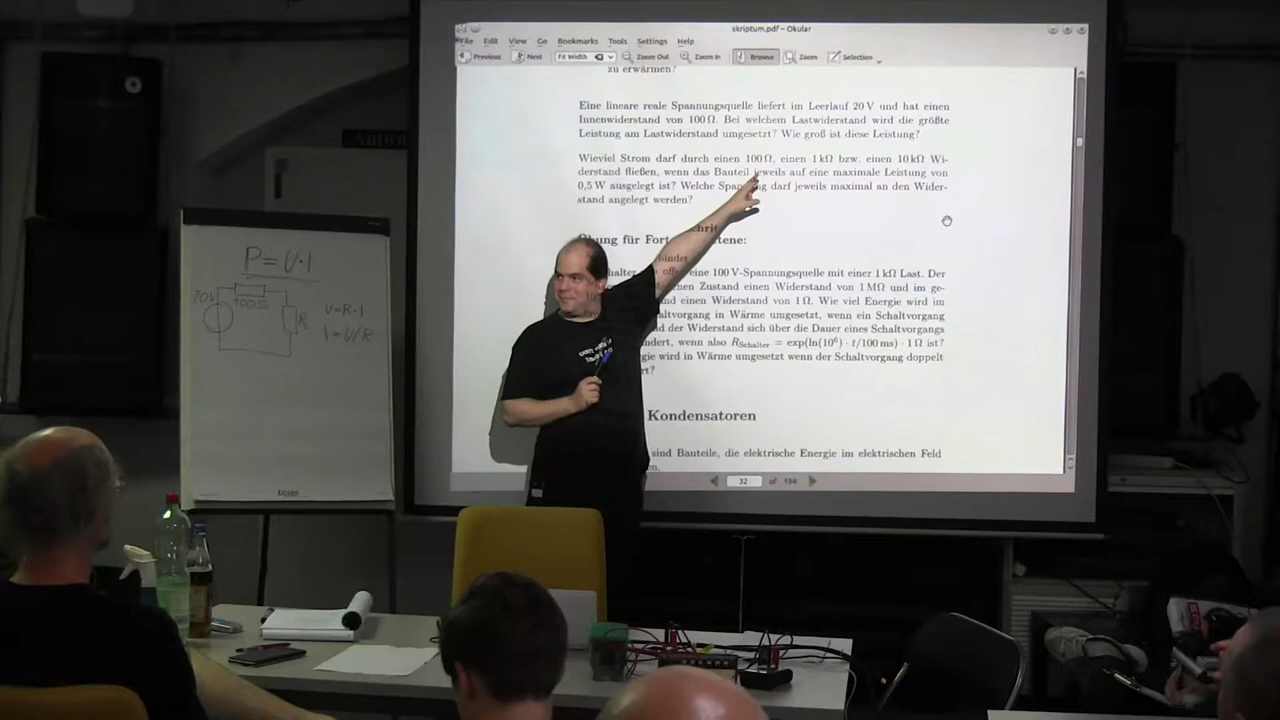 skriptum.pdf – Okular
File Edit View Go Bookmarks Tools Settings Help
Previous Next Fit Width Zoom Out Zoom In Browse Zoom Selection
zu erwärmen?
Eine lineare reale Spannungsquelle liefert im Leerlauf 20 V und hat einen
Innenwiderstand von 100 Ω. Bei welchem Lastwiderstand wird die größte
Leistung am Lastwiderstand umgesetzt? Wie groß ist diese Leistung?
Wieviel Strom darf durch einen 100 Ω, einen 1 kΩ bzw. einen 10 kΩ Wi-
derstand fließen, wenn das Bauteil jeweils auf eine maximale Leistung von
0,5 W ausgelegt ist? Welche darf jeweils maximal an den Wider-
stand angelegt werden?
Übung für
eine 100 V-Spannungsquelle mit einer 1 kΩ Last. Der
Zustand einen Widerstand von 1 MΩ und im ge-
einen Widerstand von 1 Ω. Wie viel Energie wird im
in Wärme umgesetzt, wenn ein Schaltvorgang
der Widerstand sich über die Dauer eines Schaltvorgangs
wenn also RSchalter = exp(ln(10⁶) · t/100 ms) · 1 Ω ist?
wird in Wärme umgesetzt wenn der Schaltvorgang doppelt
Kondensatoren
sind Bauteile, die elektrische Energie im elektrischen Feld
32 of 194
P = U·I
20V 100Ω
U=R·I
I=U/R